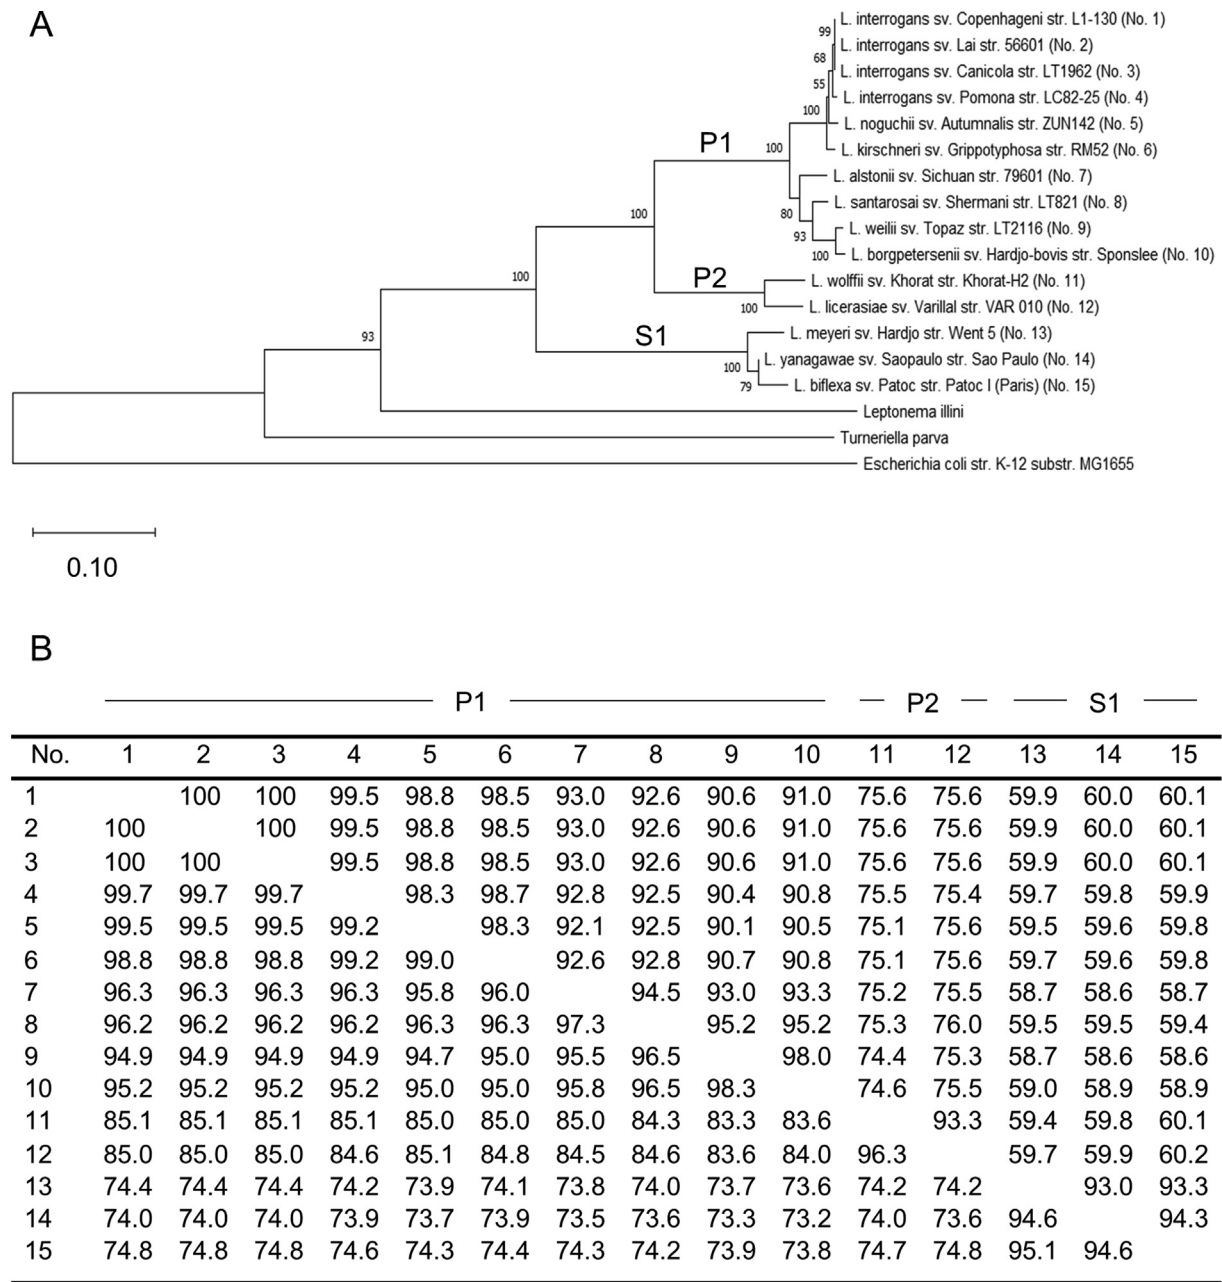 A
L. interrogans sv. Copenhageni str. L1-130 (No. 1)
99
L. interrogans sv. Lai str. 56601 (No. 2)
68
L. interrogans sv. Canicola str. LT1962 (No. 3)
55
L. interrogans sv. Pomona str. LC82-25 (No. 4)
100
L. noguchii sv. Autumnalis str. ZUN142 (No. 5)
P1
100
L. kirschneri sv. Grippotyphosa str. RM52 (No. 6)
L. alstonii sv. Sichuan str. 79601 (No. 7)
L. santarosai sv. Shermani str. LT821 (No. 8)
100
80
L. weilii sv. Topaz str. LT2116 (No. 9)
93
L. borgpetersenii sv. Hardjo-bovis str. Sponslee (No. 10)
100
100
P2
L. wolffii sv. Khorat str. Khorat-H2 (No. 11)
100
L. licerasiae sv. Varillal str. VAR 010 (No. 12)
93
S1
L. meyeri sv. Hardjo str. Went 5 (No. 13)
L. yanagawae sv. Saopaulo str. Sao Paulo (No. 14)
100
79
L. biflexa sv. Patoc str. Patoc I (Paris) (No. 15)
Leptonema illini
Turneriella parva
Escherichia coli str. K-12 substr. MG1655
0.10
B
P1 P2 S1
No. 1 2 3 4 5 6 7 8 9 10 11 12 13 14 15
1 100 100 99.5 98.8 98.5 93.0 92.6 90.6 91.0 75.6 75.6 59.9 60.0 60.1
2 100 100 99.5 98.8 98.5 93.0 92.6 90.6 91.0 75.6 75.6 59.9 60.0 60.1
3 100 100 99.5 98.8 98.5 93.0 92.6 90.6 91.0 75.6 75.6 59.9 60.0 60.1
4 99.7 99.7 99.7 98.3 98.7 92.8 92.5 90.4 90.8 75.5 75.4 59.7 59.8 59.9
5 99.5 99.5 99.5 99.2 98.3 92.1 92.5 90.1 90.5 75.1 75.6 59.5 59.6 59.8
6 98.8 98.8 98.8 99.2 99.0 92.6 92.8 90.7 90.8 75.1 75.6 59.7 59.6 59.8
7 96.3 96.3 96.3 96.3 95.8 96.0 94.5 93.0 93.3 75.2 75.5 58.7 58.6 58.7
8 96.2 96.2 96.2 96.2 96.3 96.3 97.3 95.2 95.2 75.3 76.0 59.5 59.5 59.4
9 94.9 94.9 94.9 94.9 94.7 95.0 95.5 96.5 98.0 74.4 75.3 58.7 58.6 58.6
10 95.2 95.2 95.2 95.2 95.0 95.0 95.8 96.5 98.3 74.6 75.5 59.0 58.9 58.9
11 85.1 85.1 85.1 85.1 85.0 85.0 85.0 84.3 83.3 83.6 93.3 59.4 59.8 60.1
12 85.0 85.0 85.0 84.6 85.1 84.8 84.5 84.6 83.6 84.0 96.3 59.7 59.9 60.2
13 74.4 74.4 74.4 74.2 73.9 74.1 73.8 74.0 73.7 73.6 74.2 74.2 93.0 93.3
14 74.0 74.0 74.0 73.9 73.7 73.9 73.5 73.6 73.3 73.2 74.0 73.6 94.6 94.3
15 74.8 74.8 74.8 74.6 74.3 74.4 74.3 74.2 73.9 73.8 74.7 74.8 95.1 94.6